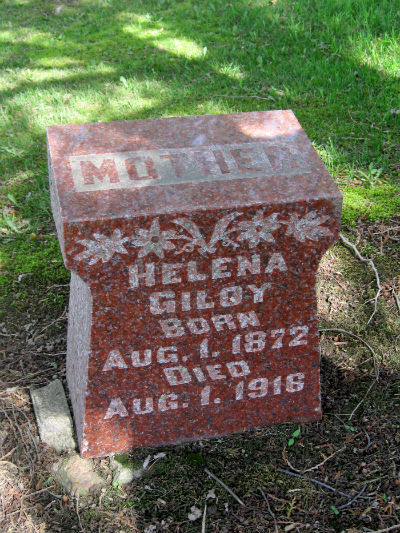 MOTHER
HELENA
GILOY
BORN
AUG. 1. 1872
DIED
AUG. 1. 1916